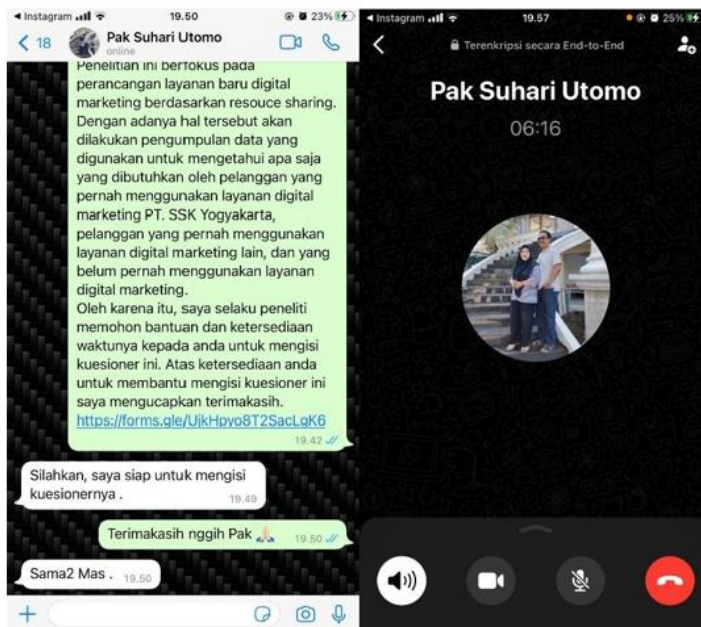 Instagram
19.50
23%
18
Pak Suhari Utomo
online
Penelitian ini berfokus pada
perancangan layanan baru digital
marketing berdasarkan resouce sharing.
Dengan adanya hal tersebut akan
dilakukan pengumpulan data yang
digunakan untuk mengetahui apa saja
yang dibutuhkan oleh pelanggan yang
pernah menggunakan layanan digital
marketing PT. SSK Yogyakarta,
pelanggan yang pernah menggunakan
layanan digital marketing lain, dan yang
belum pernah menggunakan layanan
digital marketing.
Oleh karena itu, saya selaku peneliti
memohon bantuan dan ketersediaan
waktunya kepada anda untuk mengisi
kuesioner ini. Atas ketersediaan anda
untuk membantu mengisi kuesioner ini
saya mengucapkan terimakasih.
https://forms.gle/UjkHpyo8T2SacLgK6
19.42
Silahkan, saya siap untuk mengisi
kuesionernya .
19.49
Terimakasih nggih Pak 🙏🏻
19.50
Sama2 Mas .
19.50
Instagram
19.57
25%
Terenkripsi secara End-to-End
Pak Suhari Utomo
06:16